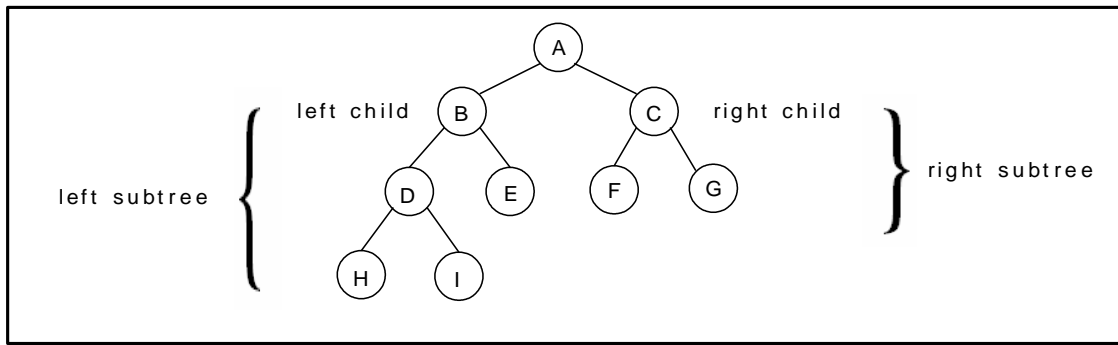 A
left child
B
C
right child
left subtree
D
E
F
G
right subtree
H
I